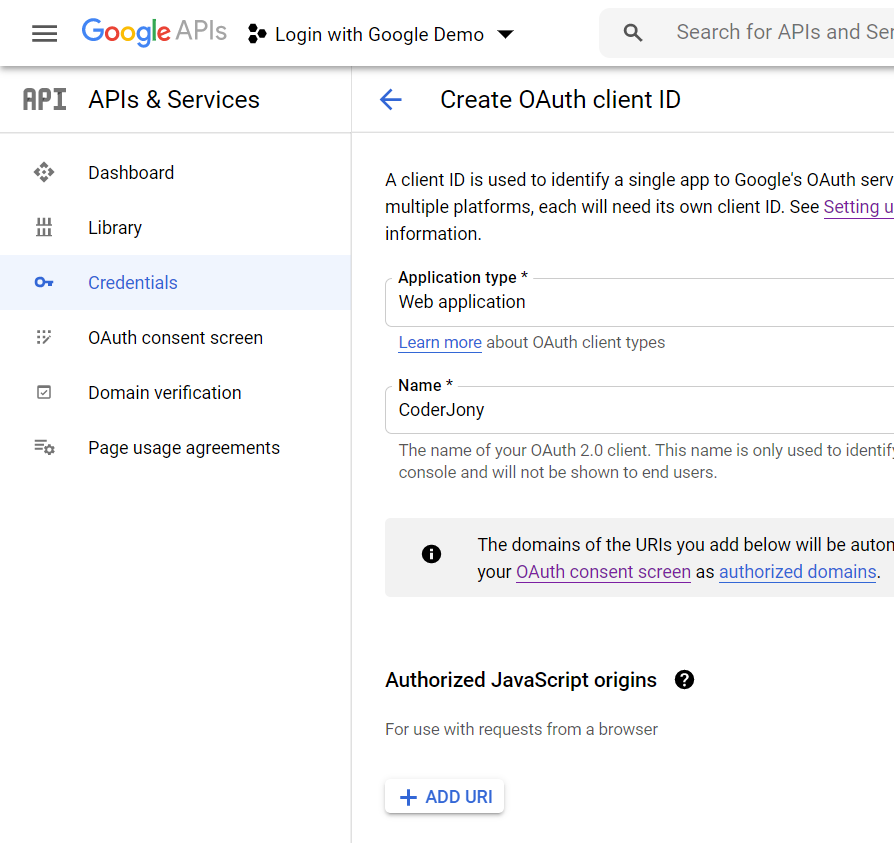 Google APIs
Login with Google Demo
Search for APIs and Ser
API APIs & Services
Create OAuth client ID
Dashboard
Library
Credentials
OAuth consent screen
Domain verification
Page usage agreements
A client ID is used to identify a single app to Google's OAuth serv
multiple platforms, each will need its own client ID. See Setting u
information.
Application type *
Web application
Learn more about OAuth client types
Name *
CoderJony
The name of your OAuth 2.0 client. This name is only used to identify
console and will not be shown to end users.
The domains of the URIs you add below will be auton
your OAuth consent screen as authorized domains.
Authorized JavaScript origins
For use with requests from a browser
+ ADD URI